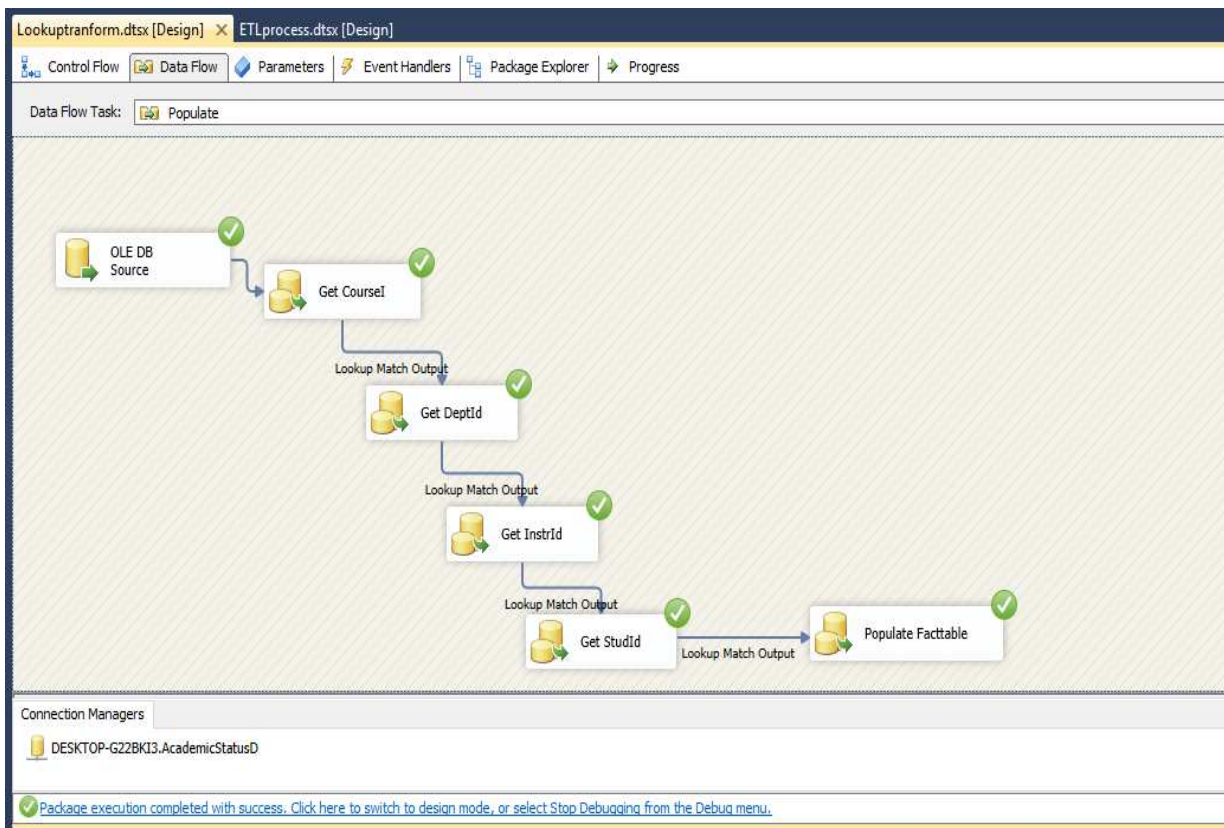 Lookuptranform.dtsx [Design] X ETLprocess.dtsx [Design]
Control Flow Data Flow Parameters Event Handlers Package Explorer Progress
Data Flow Task: Populate
OLE DB
Source
Get CourseI
Lookup Match Output
Get DeptId
Lookup Match Output
Get InstrId
Lookup Match Output
Get StudId
Lookup Match Output
Populate Facttable
Connection Managers
DESKTOP-G22BKI3.AcademicStatusD
Package execution completed with success. Click here to switch to design mode, or select Stop Debugging from the Debug menu.